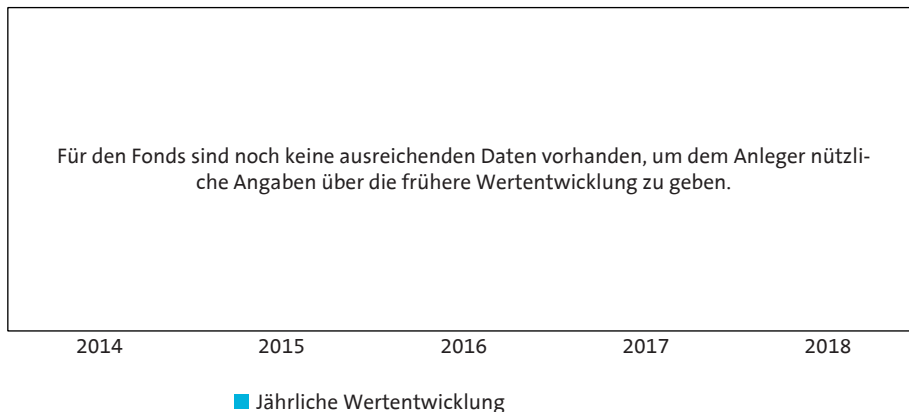 Für den Fonds sind noch keine ausreichenden Daten vorhanden, um dem Anleger nützli-
che Angaben über die frühere Wertentwicklung zu geben.
2014 2015 2016 2017 2018
Jährliche Wertentwicklung